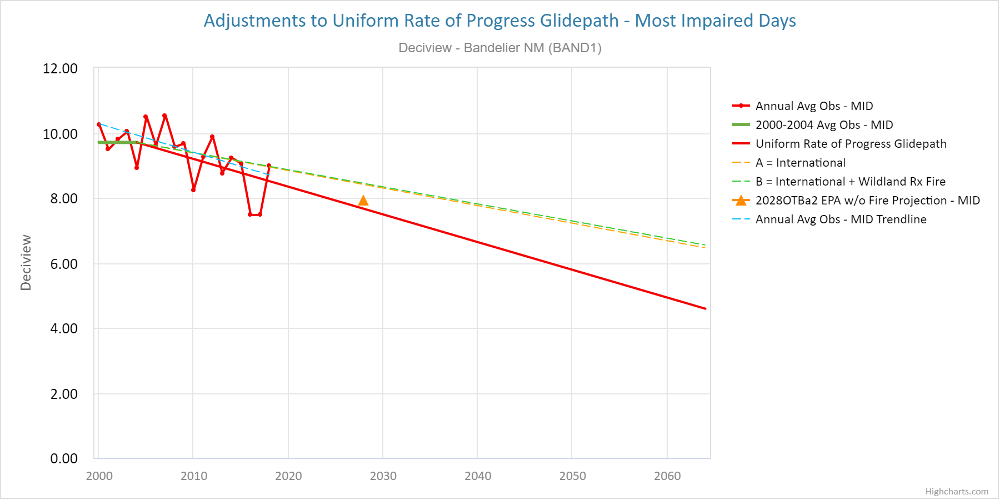 Adjustments to Uniform Rate of Progress Glidepath - Most Impaired Days
Deciview - Bandelier NM (BAND1)
12.00
10.00
8.00
6.00
4.00
2.00
0.00
Deciview
2000
2010
2020
2030
2040
2050
2060
Annual Avg Obs - MID
2000-2004 Avg Obs - MID
Uniform Rate of Progress Glidepath
A = International
B = International + Wildland Rx Fire
2028OTBa2 EPA w/o Fire Projection - MID
Annual Avg Obs - MID Trendline
Highcharts.com